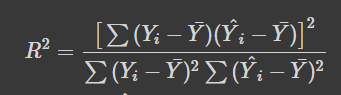 R² = [∑(Yᵢ − Ȳ)(Ŷᵢ − Ȳ)]² / ∑(Yᵢ − Ȳ)² ∑(Ŷᵢ − Ȳ)²